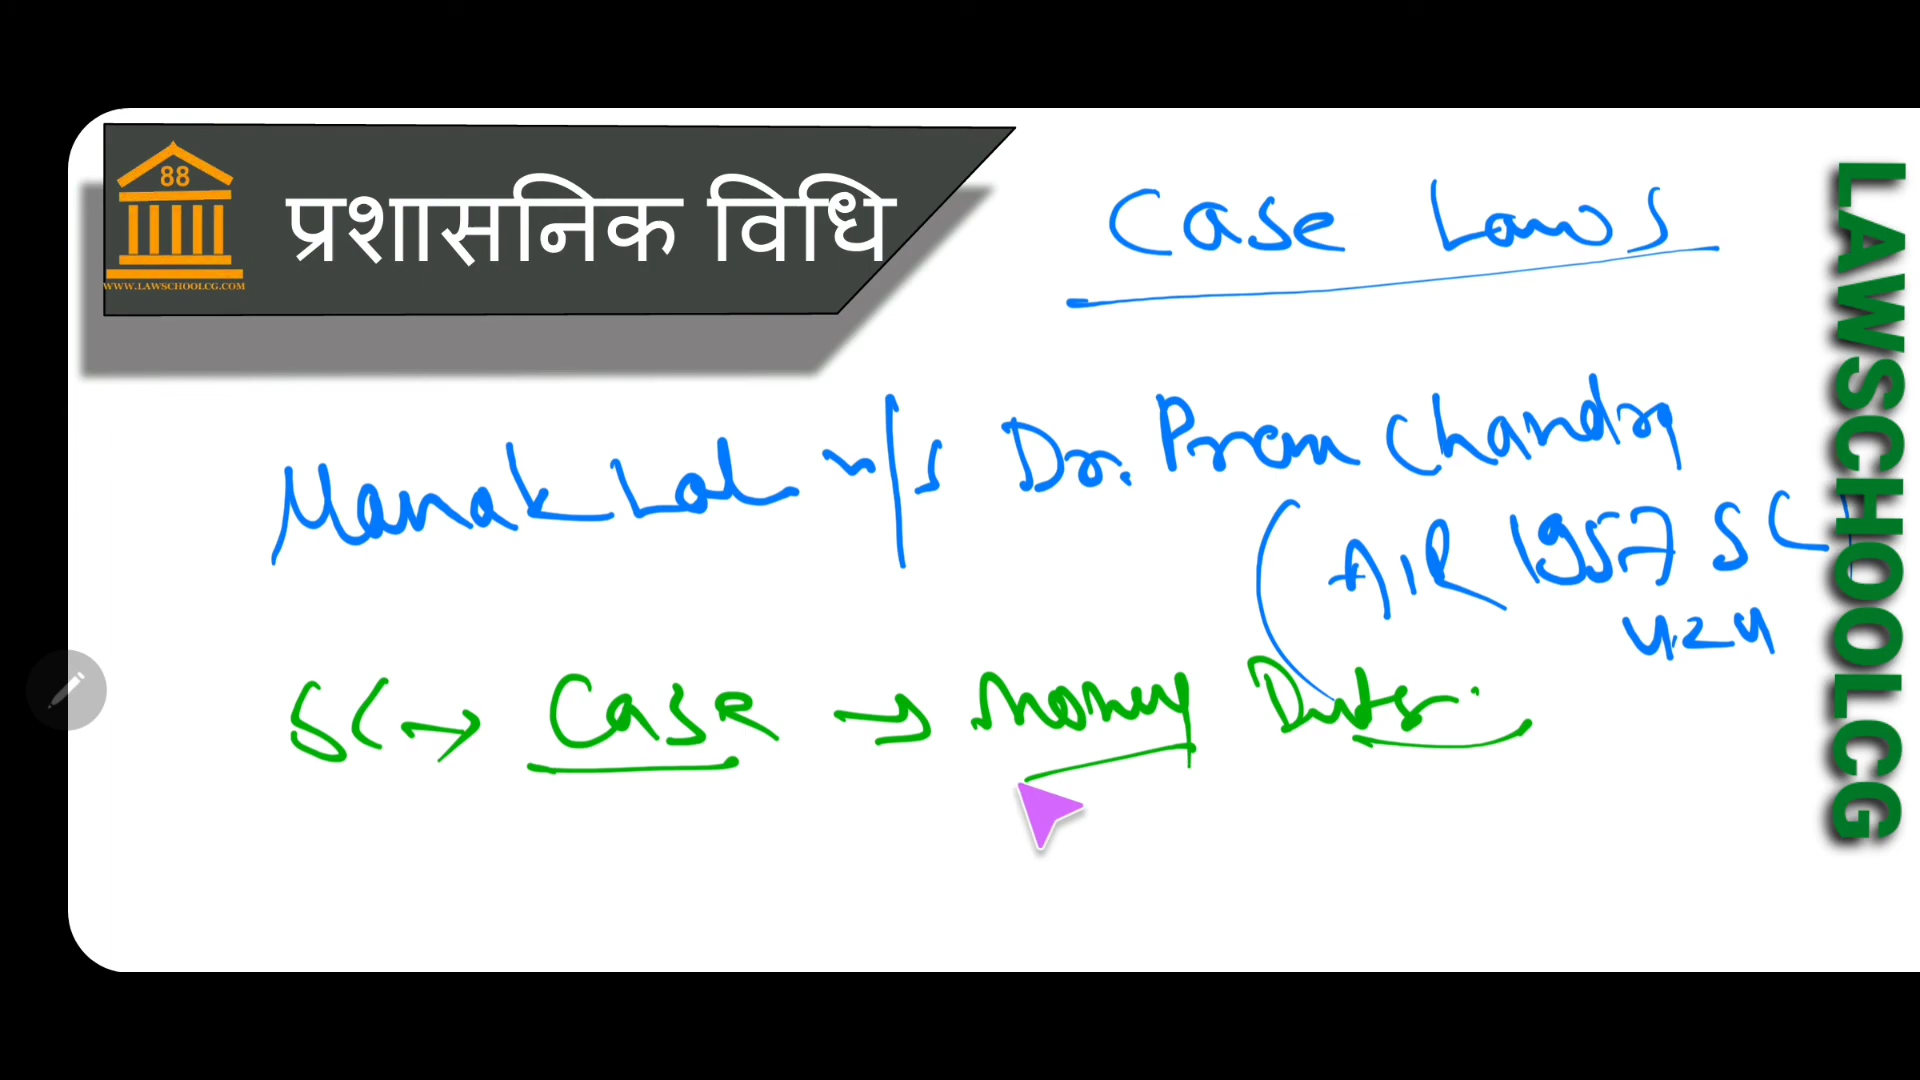 88
WWW.LAWSCHOOLCG.COM
प्रशासनिक विधि
Case Laws
Manak Lal v/s Dr. Prem Chandra
(AIR 1957 SC
424
SC → Case → Money
LAWSCHOOLCG